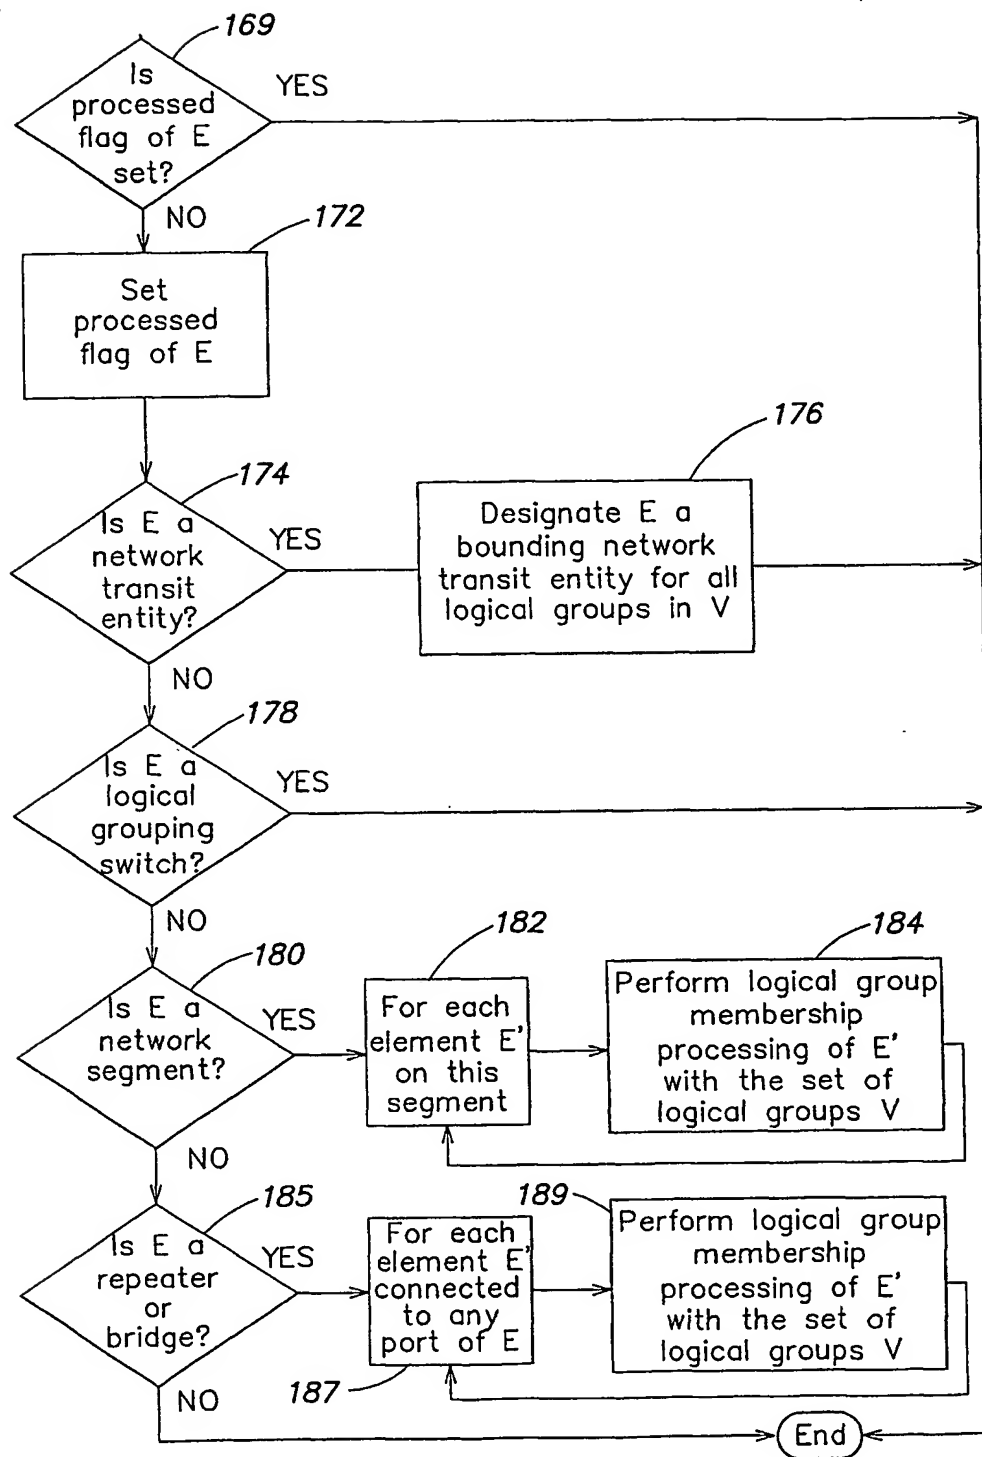 169
Is
processed
flag of E
set?
YES
NO
172
Set
processed
flag of E
174
Is E a
network
transit
entity?
YES
176
Designate E a
bounding network
transit entity for all
logical groups in V
NO
178
Is E a
logical
grouping
switch?
YES
NO
180
Is E a
network
segment?
YES
182
For each
element E'
on this
segment
184
Perform logical group
membership
processing of E'
with the set of
logical groups V
NO
185
Is E a
repeater
or
bridge?
YES
187
For each
element E'
connected
to any
port of E
189
Perform logical group
membership
processing of E'
with the set of
logical groups V
NO
End